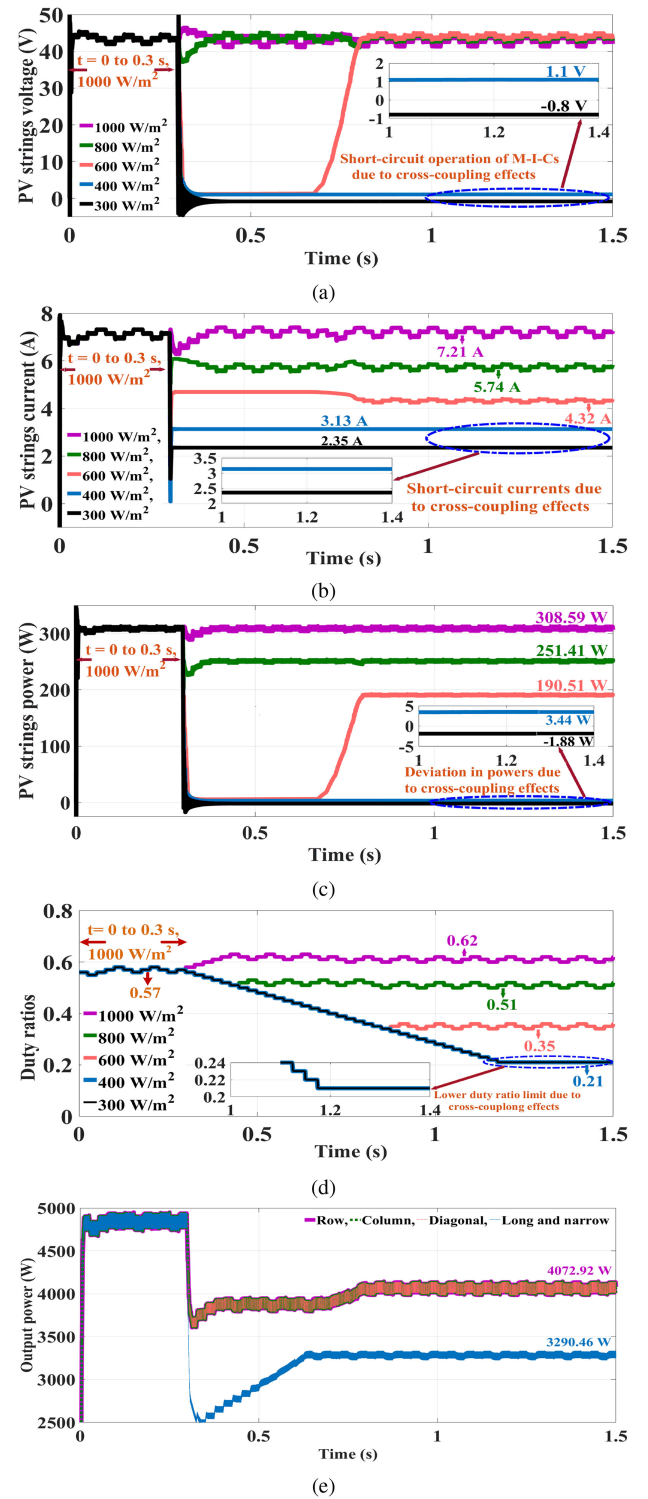 PV strings voltage (V)
50
40
30
20
10
0
t = 0 to 0.3 s,
1000 W/m2
1000 W/m2
800 W/m2
600 W/m2
400 W/m2
300 W/m2
2
1
0
-1
1.1 V
-0.8 V
1
1.2
1.4
Short-circuit operation of M-I-Cs
due to cross-coupling effects
0
0.5
1
1.5
Time (s)
(a)
PV strings current (A)
8
6
4
2
0
t = 0 to 0.3 s,
1000 W/m2
7.21 A
5.74 A
4.32 A
3.13 A
2.35 A
1000 W/m2,
800 W/m2,
600 W/m2,
400 W/m2,
300 W/m2
3.5
3
2.5
2
1
1.2
1.4
Short-circuit currents due
to cross-coupling effects
0
0.5
1
1.5
Time (s)
(b)
PV strings power (W)
300
200
100
0
t = 0 to 0.3 s,
1000 W/m2
308.59 W
251.41 W
190.51 W
5
0
-5
3.44 W
-1.88 W
1
1.2
1.4
Deviation in powers due
to cross-coupling effects
0
0.5
1
1.5
Time (s)
(c)
Duty ratios
0.8
0.6
0.4
0.2
0
t= 0 to 0.3 s,
1000 W/m2
0.57
0.62
0.51
0.35
0.21
1000 W/m2
800 W/m2
600 W/m2
400 W/m2
300 W/m2
0.24
0.22
0.2
1
1.2
1.4
Lower duty ratio limit due to
cross-couplong effects
0
0.5
1
1.5
Time (s)
(d)
Output power (W)
5000
4500
4000
3500
3000
2500
Row, Column, Diagonal, Long and narrow
4072.92 W
3290.46 W
0
0.5
1
1.5
Time (s)
(e)